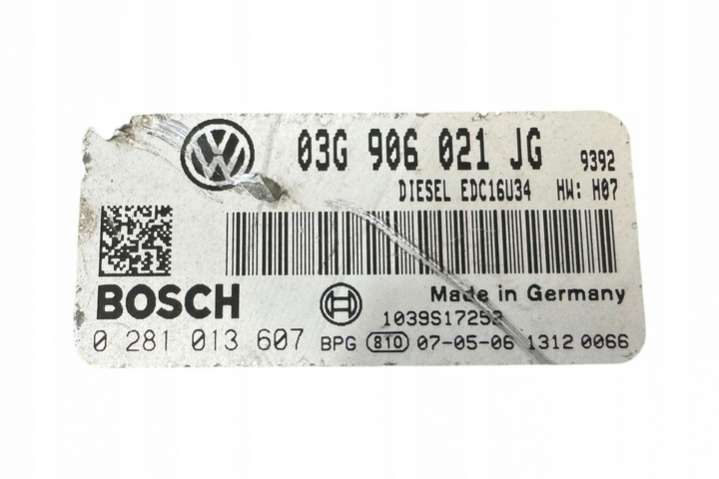 03G 906 021 JG 9392
DIESEL EDC16U34 HW: H07
BOSCH
Made in Germany
1039S17252
0 281 013 607 BPG 810 07-05-06 1312 0066